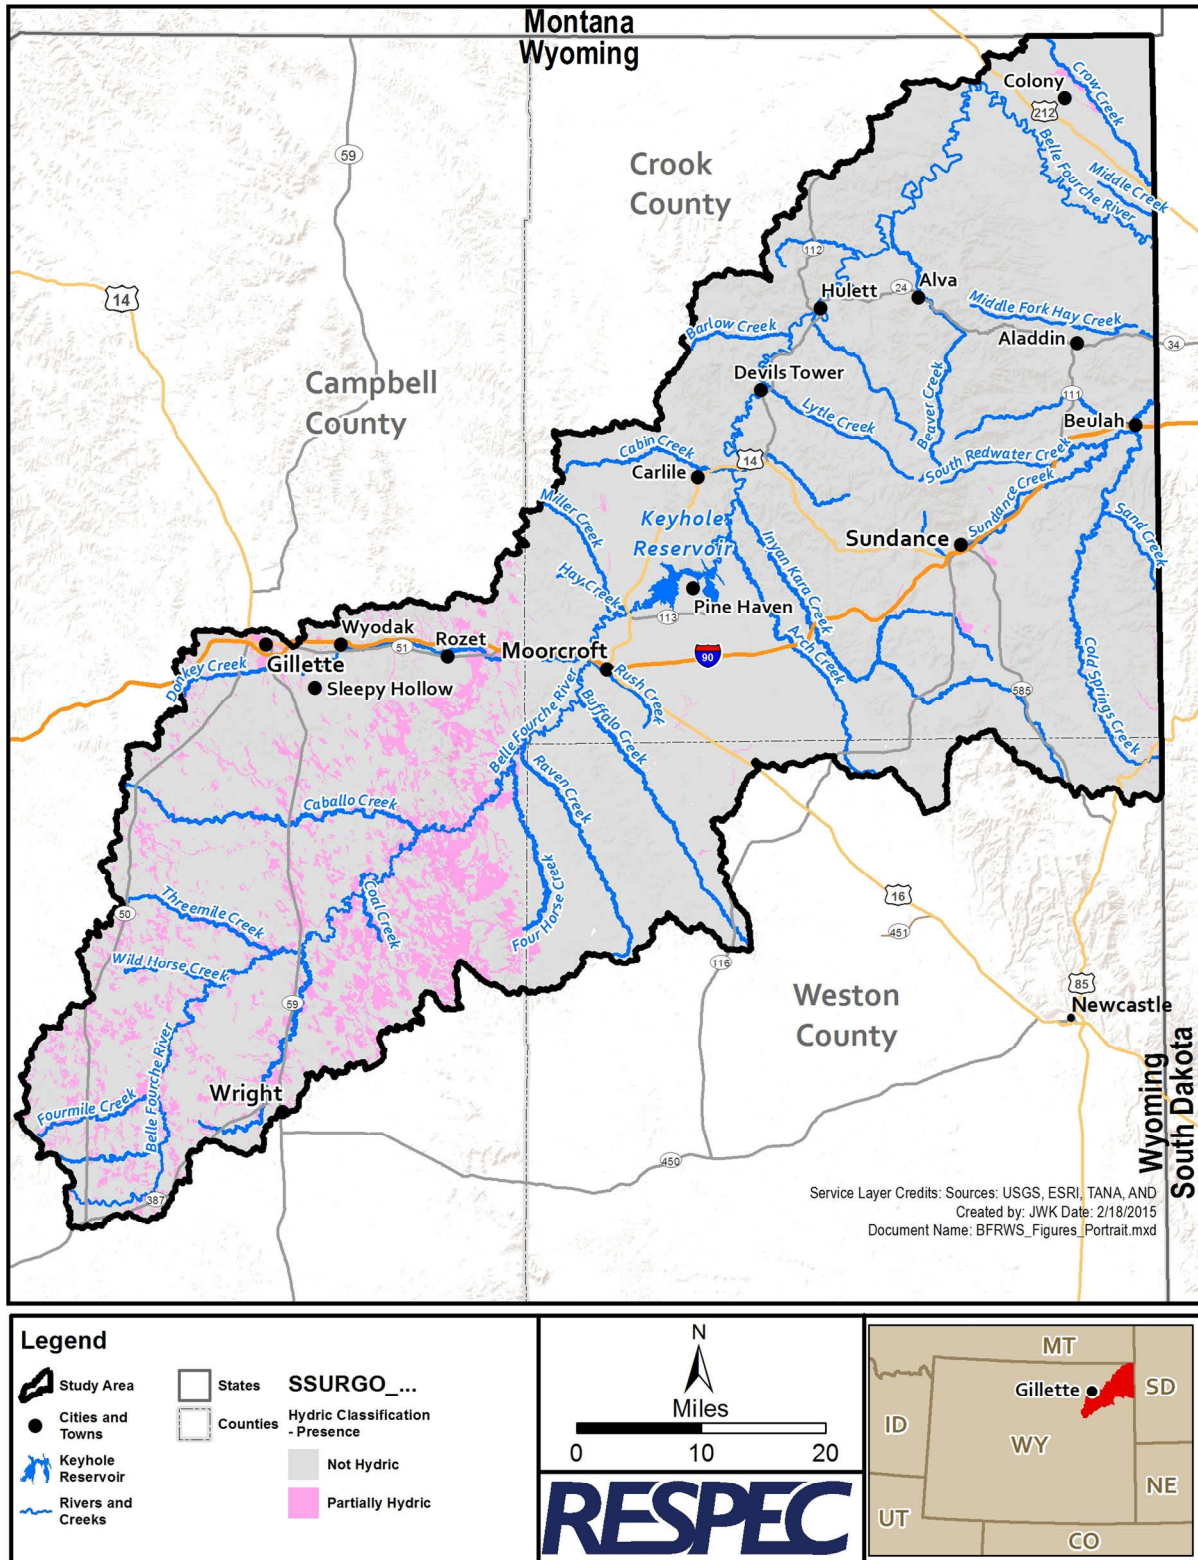 Montana
Wyoming
59
Colony
Crow Creek
212
Belle Fourche River
Middle Creek
Crook
County
112
14
Hulett
24
Alva
Middle Fork Hay Creek
Barlow Creek
Aladdin
34
Campbell
County
Devils Tower
Lytle Creek
Beaver Creek
111
Beulah
Cabin Creek
14
South Redwater Creek
Carlile
Miller Creek
Keyhole
Reservoir
Sundance Creek
Sand Creek
Sundance
Inyan Kara Creek
Hay Creek
Pine Haven
113
Wyodak
51
Rozet
Moorcroft
90
Arch Creek
Cold Springs Creek
Donkey Creek
Gillette
Sleepy Hollow
Rush Creek
585
Belle Fourche River
Buffalo Creek
Raven Creek
Caballo Creek
Coal Creek
Four Horse Creek
16
451
50
Threemile Creek
Wild Horse Creek
116
59
Weston
County
85
Newcastle
Belle Fourche River
Wright
Fourmile Creek
450
387
Wyoming
South Dakota
Service Layer Credits: Sources: USGS, ESRI, TANA, AND
Created by: JWK Date: 2/18/2015
Document Name: BFRWS_Figures_Portrait.mxd
Legend
Study Area
Cities and
Towns
Keyhole
Reservoir
Rivers and
Creeks
States
Counties
SSURGO_...
Hydric Classification
- Presence
Not Hydric
Partially Hydric
N
Miles
0 10 20
RESPEC
MT
Gillette
SD
ID
WY
NE
UT
CO